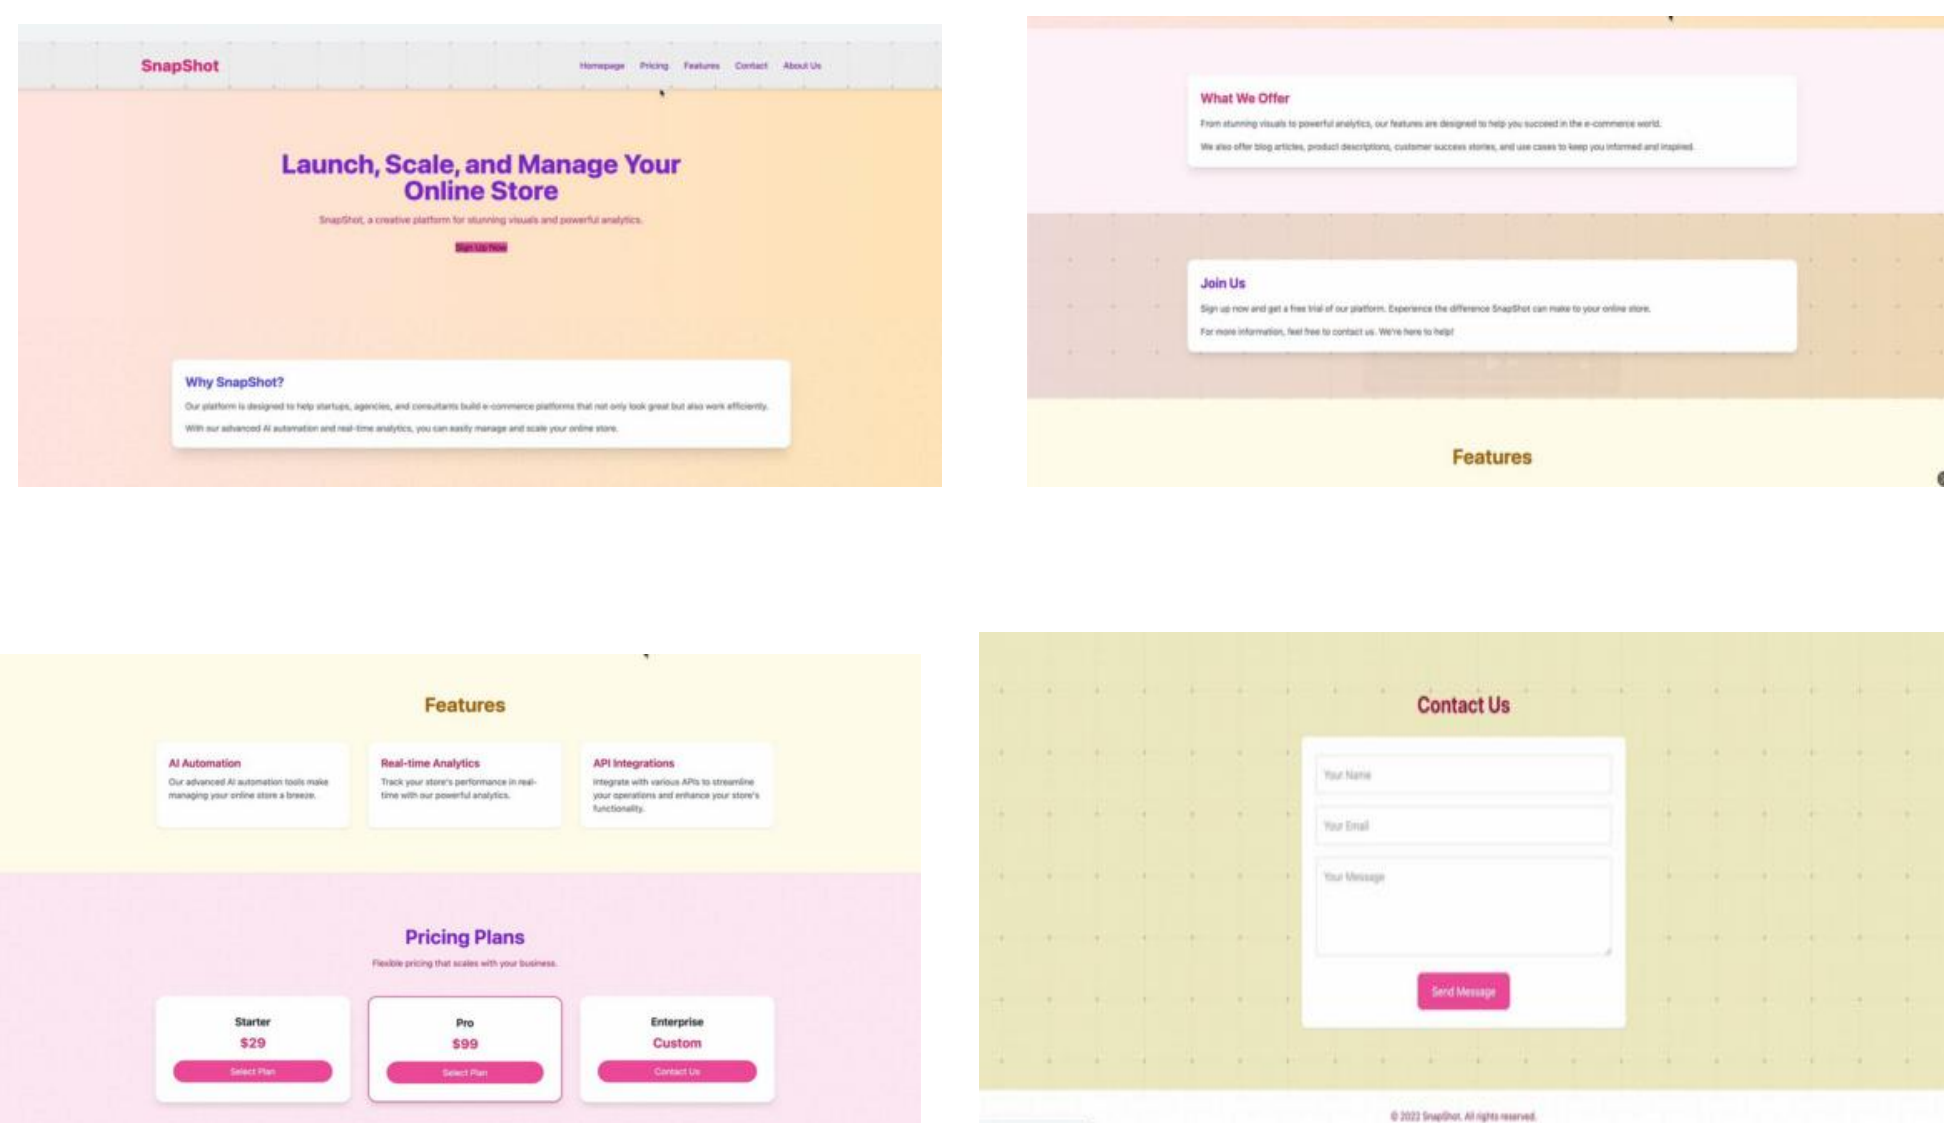 SnapShot
Homepage Pricing Features Contact About Us
Launch, Scale, and Manage Your
Online Store
SnapShot, a creative platform for stunning visuals and powerful analytics.
Sign Up Now
Why SnapShot?
Our platform is designed to help startups, agencies, and consultants build e-commerce platforms that not only look great but also work efficiently.
With our advanced AI automation and real-time analytics, you can easily manage and scale your online store.
What We Offer
From stunning visuals to powerful analytics, our features are designed to help you succeed in the e-commerce world.
We also offer blog articles, product descriptions, customer success stories, and use cases to keep you informed and inspired.
Join Us
Sign up now and get a free trial of our platform. Experience the difference SnapShot can make to your online store.
For more information, feel free to contact us. We're here to help!
Features
Features
AI Automation
Our advanced AI automation tools make
managing your online store a breeze.
Real-time Analytics
Track your store's performance in real-
time with our powerful analytics.
API Integrations
Integrate with various APIs to streamline
your operations and enhance your store's
functionality.
Pricing Plans
Flexible pricing that scales with your business.
Starter
$29
Select Plan
Pro
$99
Select Plan
Enterprise
Custom
Contact Us
Contact Us
Your Name
Your Email
Your Message
Send Message
© 2023 SnapShot. All rights reserved.